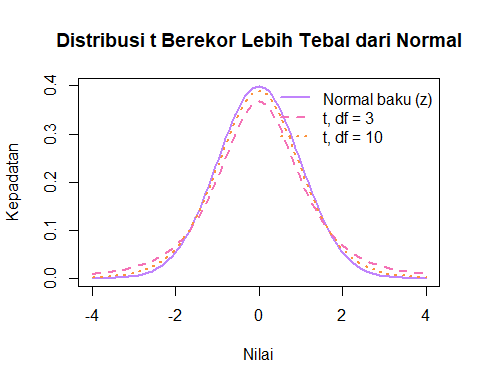 Distribusi t Berekor Lebih Tebal dari Normal
Kepadatan
0.4
0.3
0.2
0.1
0.0
Normal baku (z)
t, df = 3
t, df = 10
-4
-2
0
2
4
Nilai